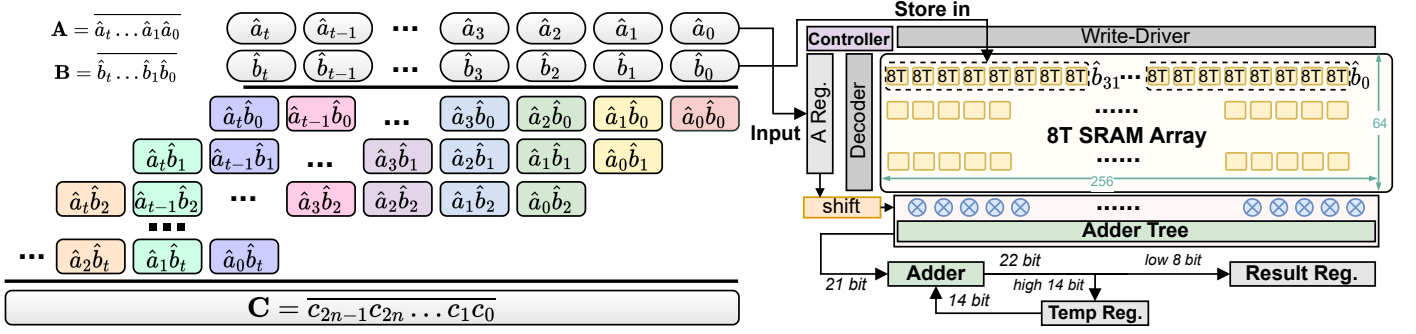 A = a̅̂_t … â_1 â_0
â_t â_{t-1} ... â_3 â_2 â_1 â_0
B = b̂_t … b̂_1 b̂_0
b̂_t b̂_{t-1} ... b̂_3 b̂_2 b̂_1 b̂_0
â_t b̂_0 â_{t-1} b̂_0 ... â_3 b̂_0 â_2 b̂_0 â_1 b̂_0 â_0 b̂_0
â_t b̂_1 â_{t-1} b̂_1 ... â_3 b̂_1 â_2 b̂_1 â_1 b̂_1 â_0 b̂_1
â_t b̂_2 â_{t-1} b̂_2 ... â_3 b̂_2 â_2 b̂_2 â_1 b̂_2 â_0 b̂_2
...
... â_2 b̂_t â_1 b̂_t â_0 b̂_t
C = c_{2n-1} c_{2n} … c_1 c_0
Store in
Input
Controller
Write-Driver
A Reg.
Decoder
8T 8T 8T 8T 8T 8T 8T 8T b̂_31 ... 8T 8T 8T 8T 8T 8T 8T 8T b̂_0
......
8T SRAM Array
64
......
256
shift
......
Adder Tree
21 bit
Adder
22 bit
low 8 bit
Result Reg.
high 14 bit
14 bit
Temp Reg.